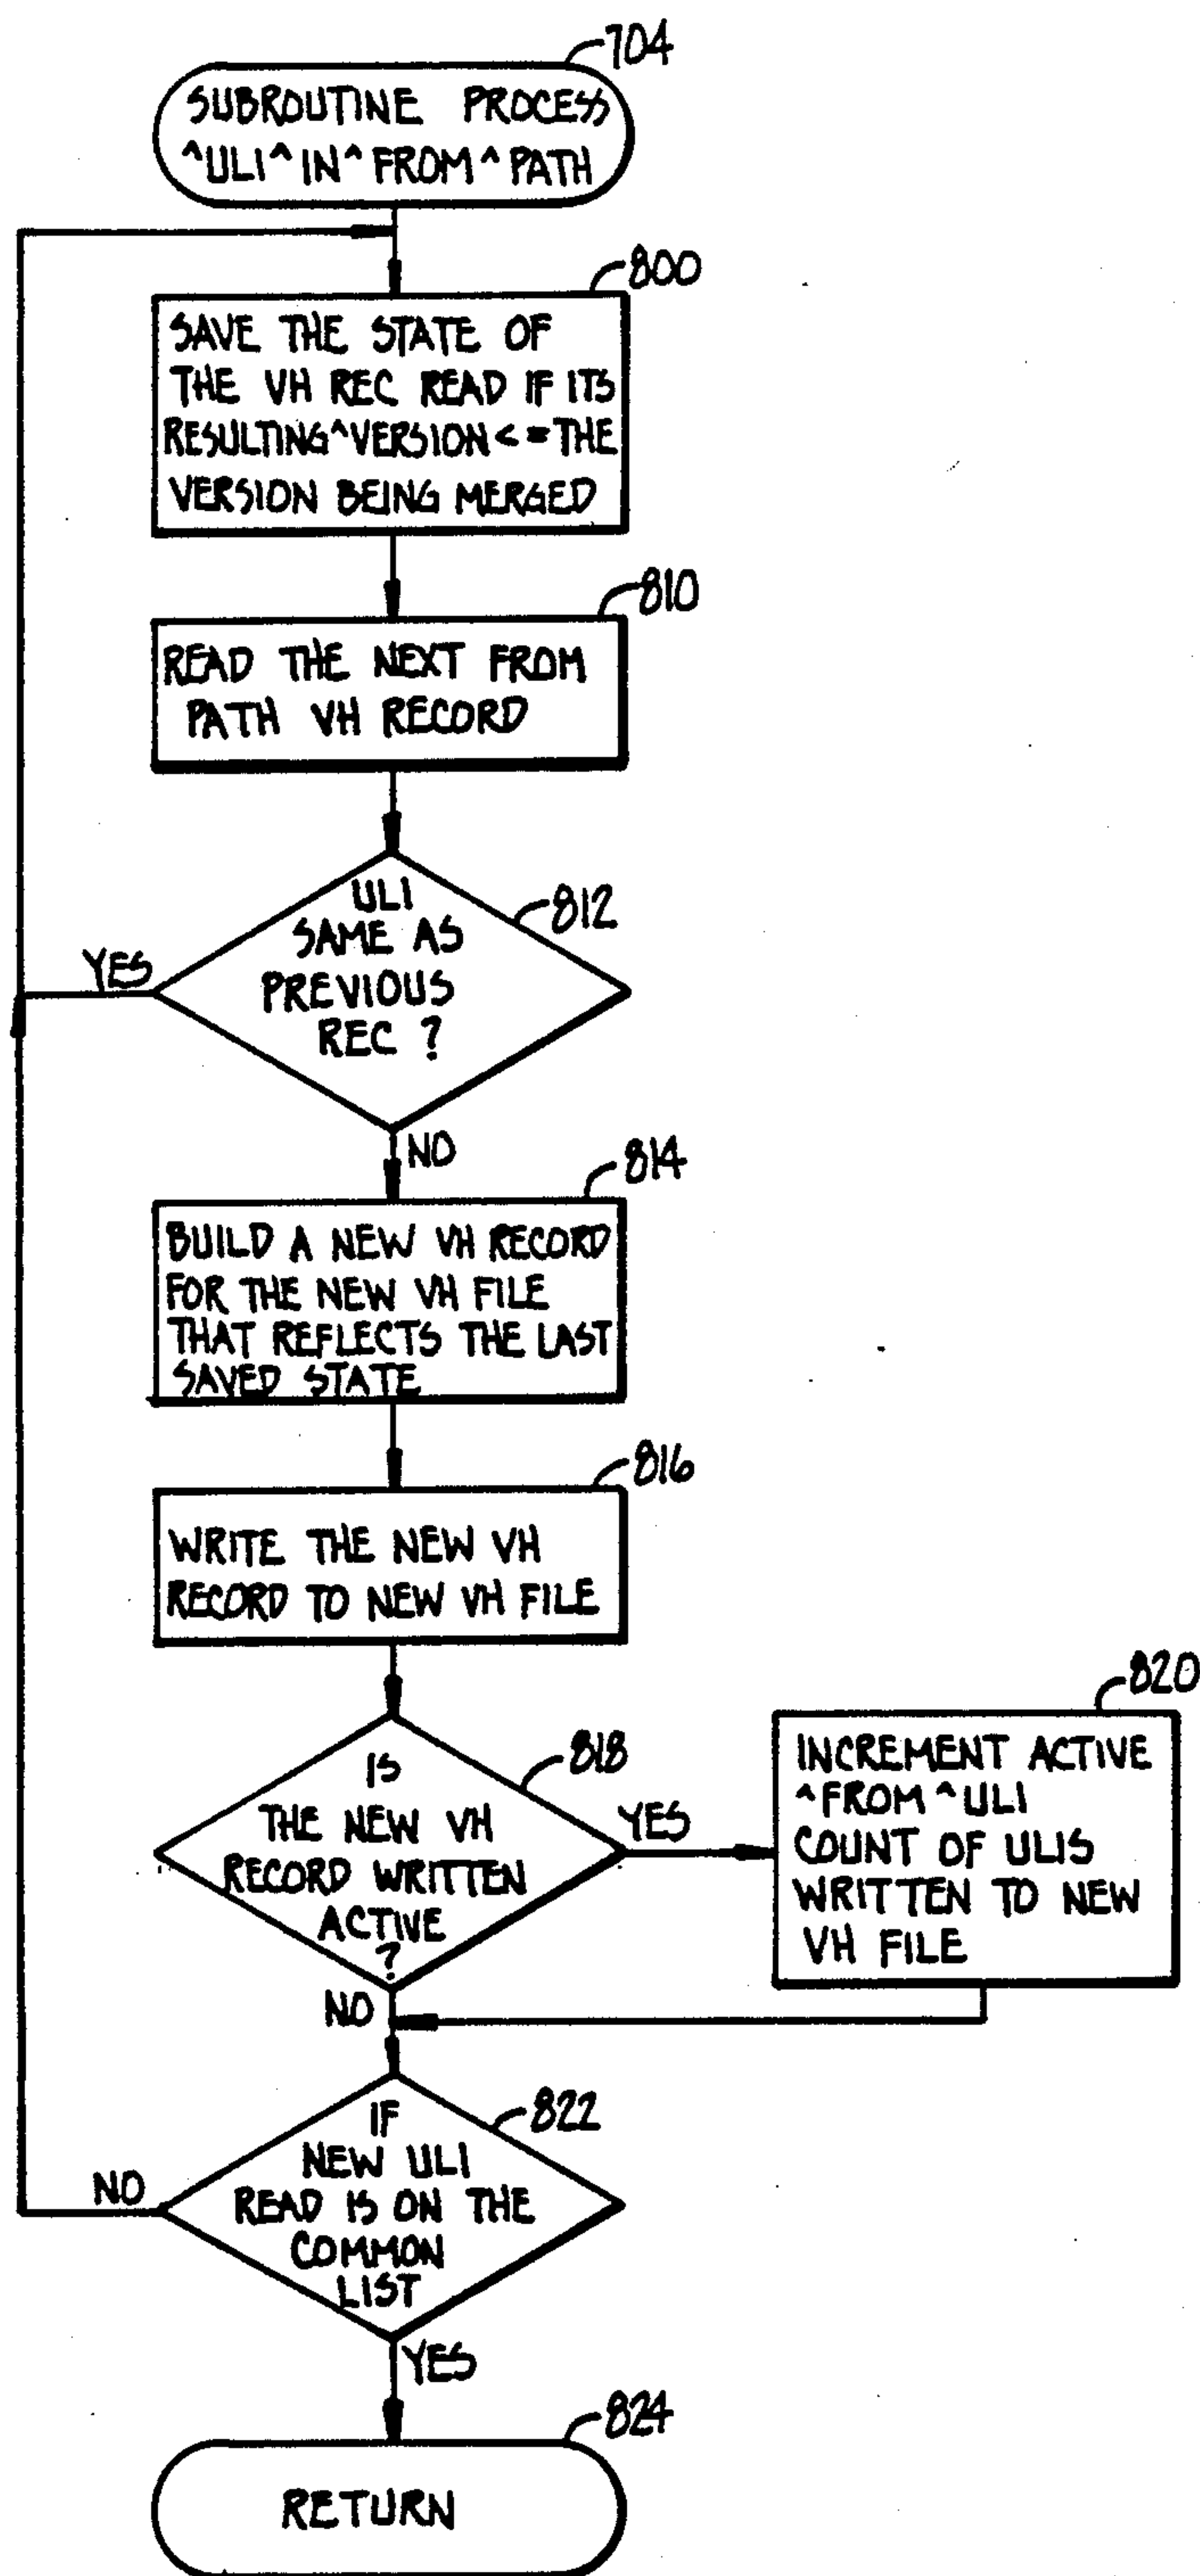 704
SUBROUTINE PROCESS
^ULI^IN^FROM^PATH
800
SAVE THE STATE OF
THE VH REC READ IF ITS
RESULTING^VERSION<=THE
VERSION BEING MERGED
810
READ THE NEXT FROM
PATH VH RECORD
812
ULI
SAME AS
PREVIOUS
REC ?
YES
NO
814
BUILD A NEW VH RECORD
FOR THE NEW VH FILE
THAT REFLECTS THE LAST
SAVED STATE
816
WRITE THE NEW VH
RECORD TO NEW VH FILE
818
IS
THE NEW VH
RECORD WRITTEN
ACTIVE
?
YES
NO
820
INCREMENT ACTIVE
^FROM^ULI
COUNT OF ULIS
WRITTEN TO NEW
VH FILE
822
IF
NEW ULI
READ IS ON THE
COMMON
LIST
NO
YES
824
RETURN